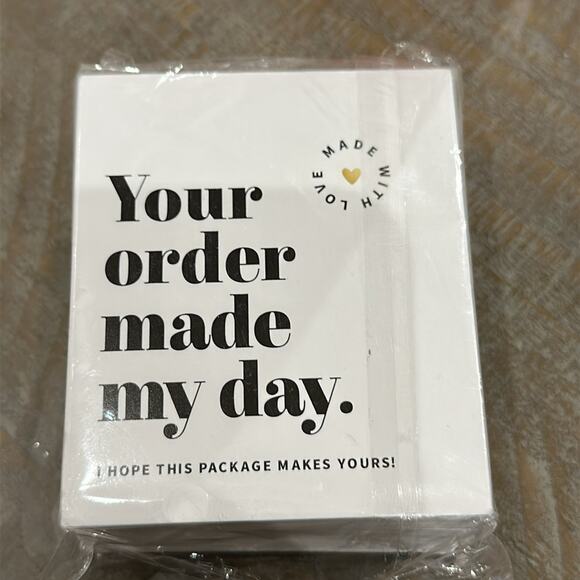 MADE WITH LOVE
Your
order
made
my day.
I HOPE THIS PACKAGE MAKES YOURS!